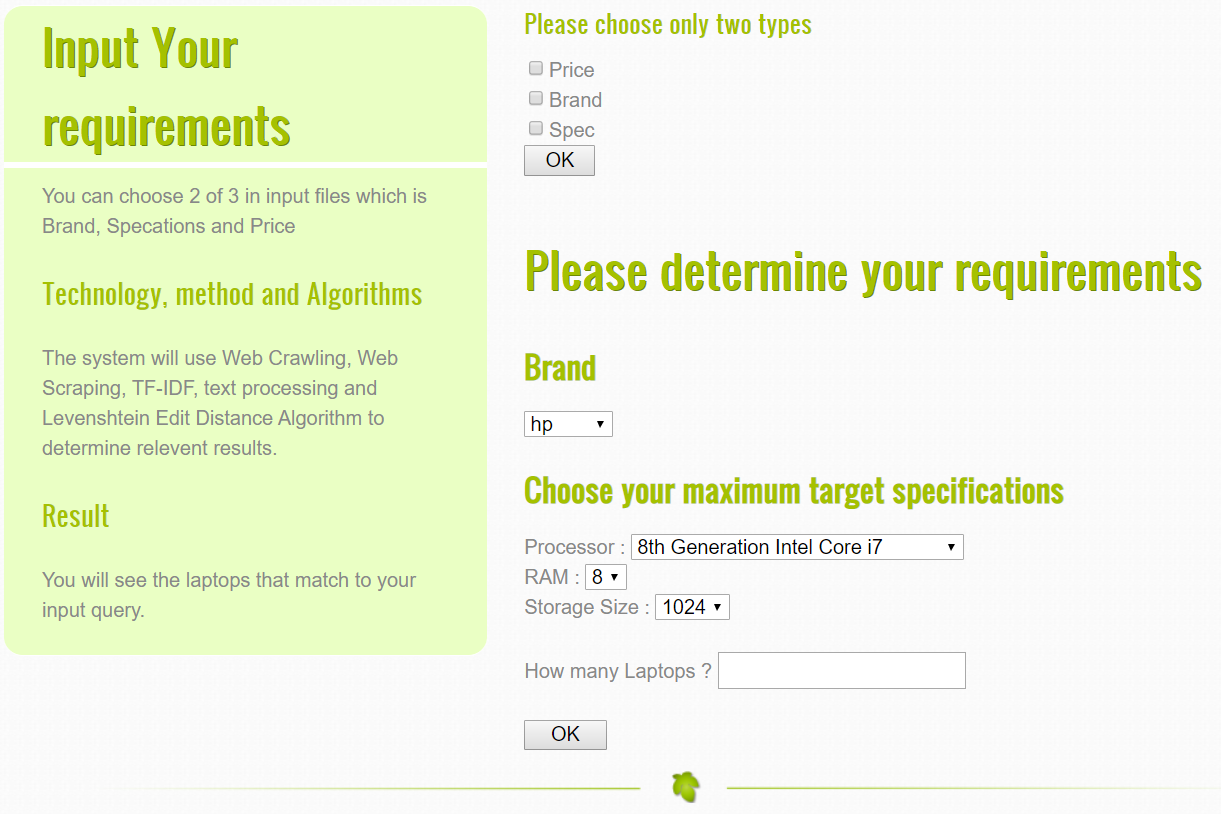 Input Your
requirements
You can choose 2 of 3 in input files which is
Brand, Specations and Price
Technology, method and Algorithms
The system will use Web Crawling, Web
Scraping, TF-IDF, text processing and
Levenshtein Edit Distance Algorithm to
determine relevent results.
Result
You will see the laptops that match to your
input query.
Please choose only two types
Price
Brand
Spec
OK
Please determine your requirements
Brand
hp
Choose your maximum target specifications
Processor : 8th Generation Intel Core i7
RAM : 8
Storage Size : 1024
How many Laptops ?
OK